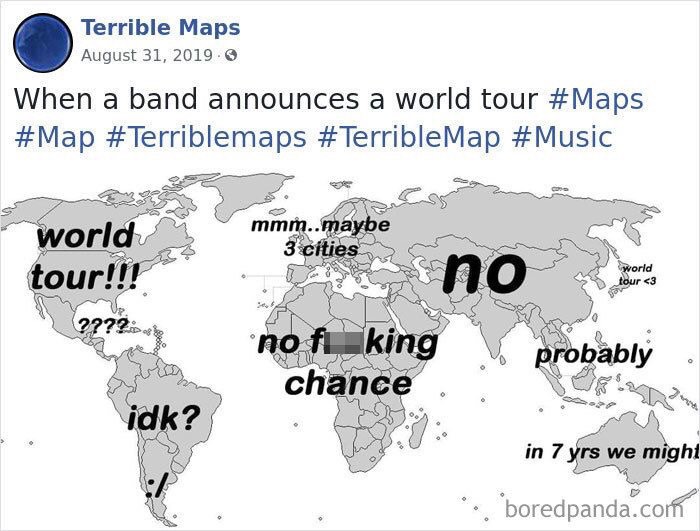 Terrible Maps
August 31, 2019 ·
When a band announces a world tour #Maps
#Map #Terriblemaps #TerribleMap #Music
world
tour!!!
mmm..maybe
3 cities
no
world
tour <3
????
no f king
chance
probably
idk?
in 7 yrs we might
:/
boredpanda.com